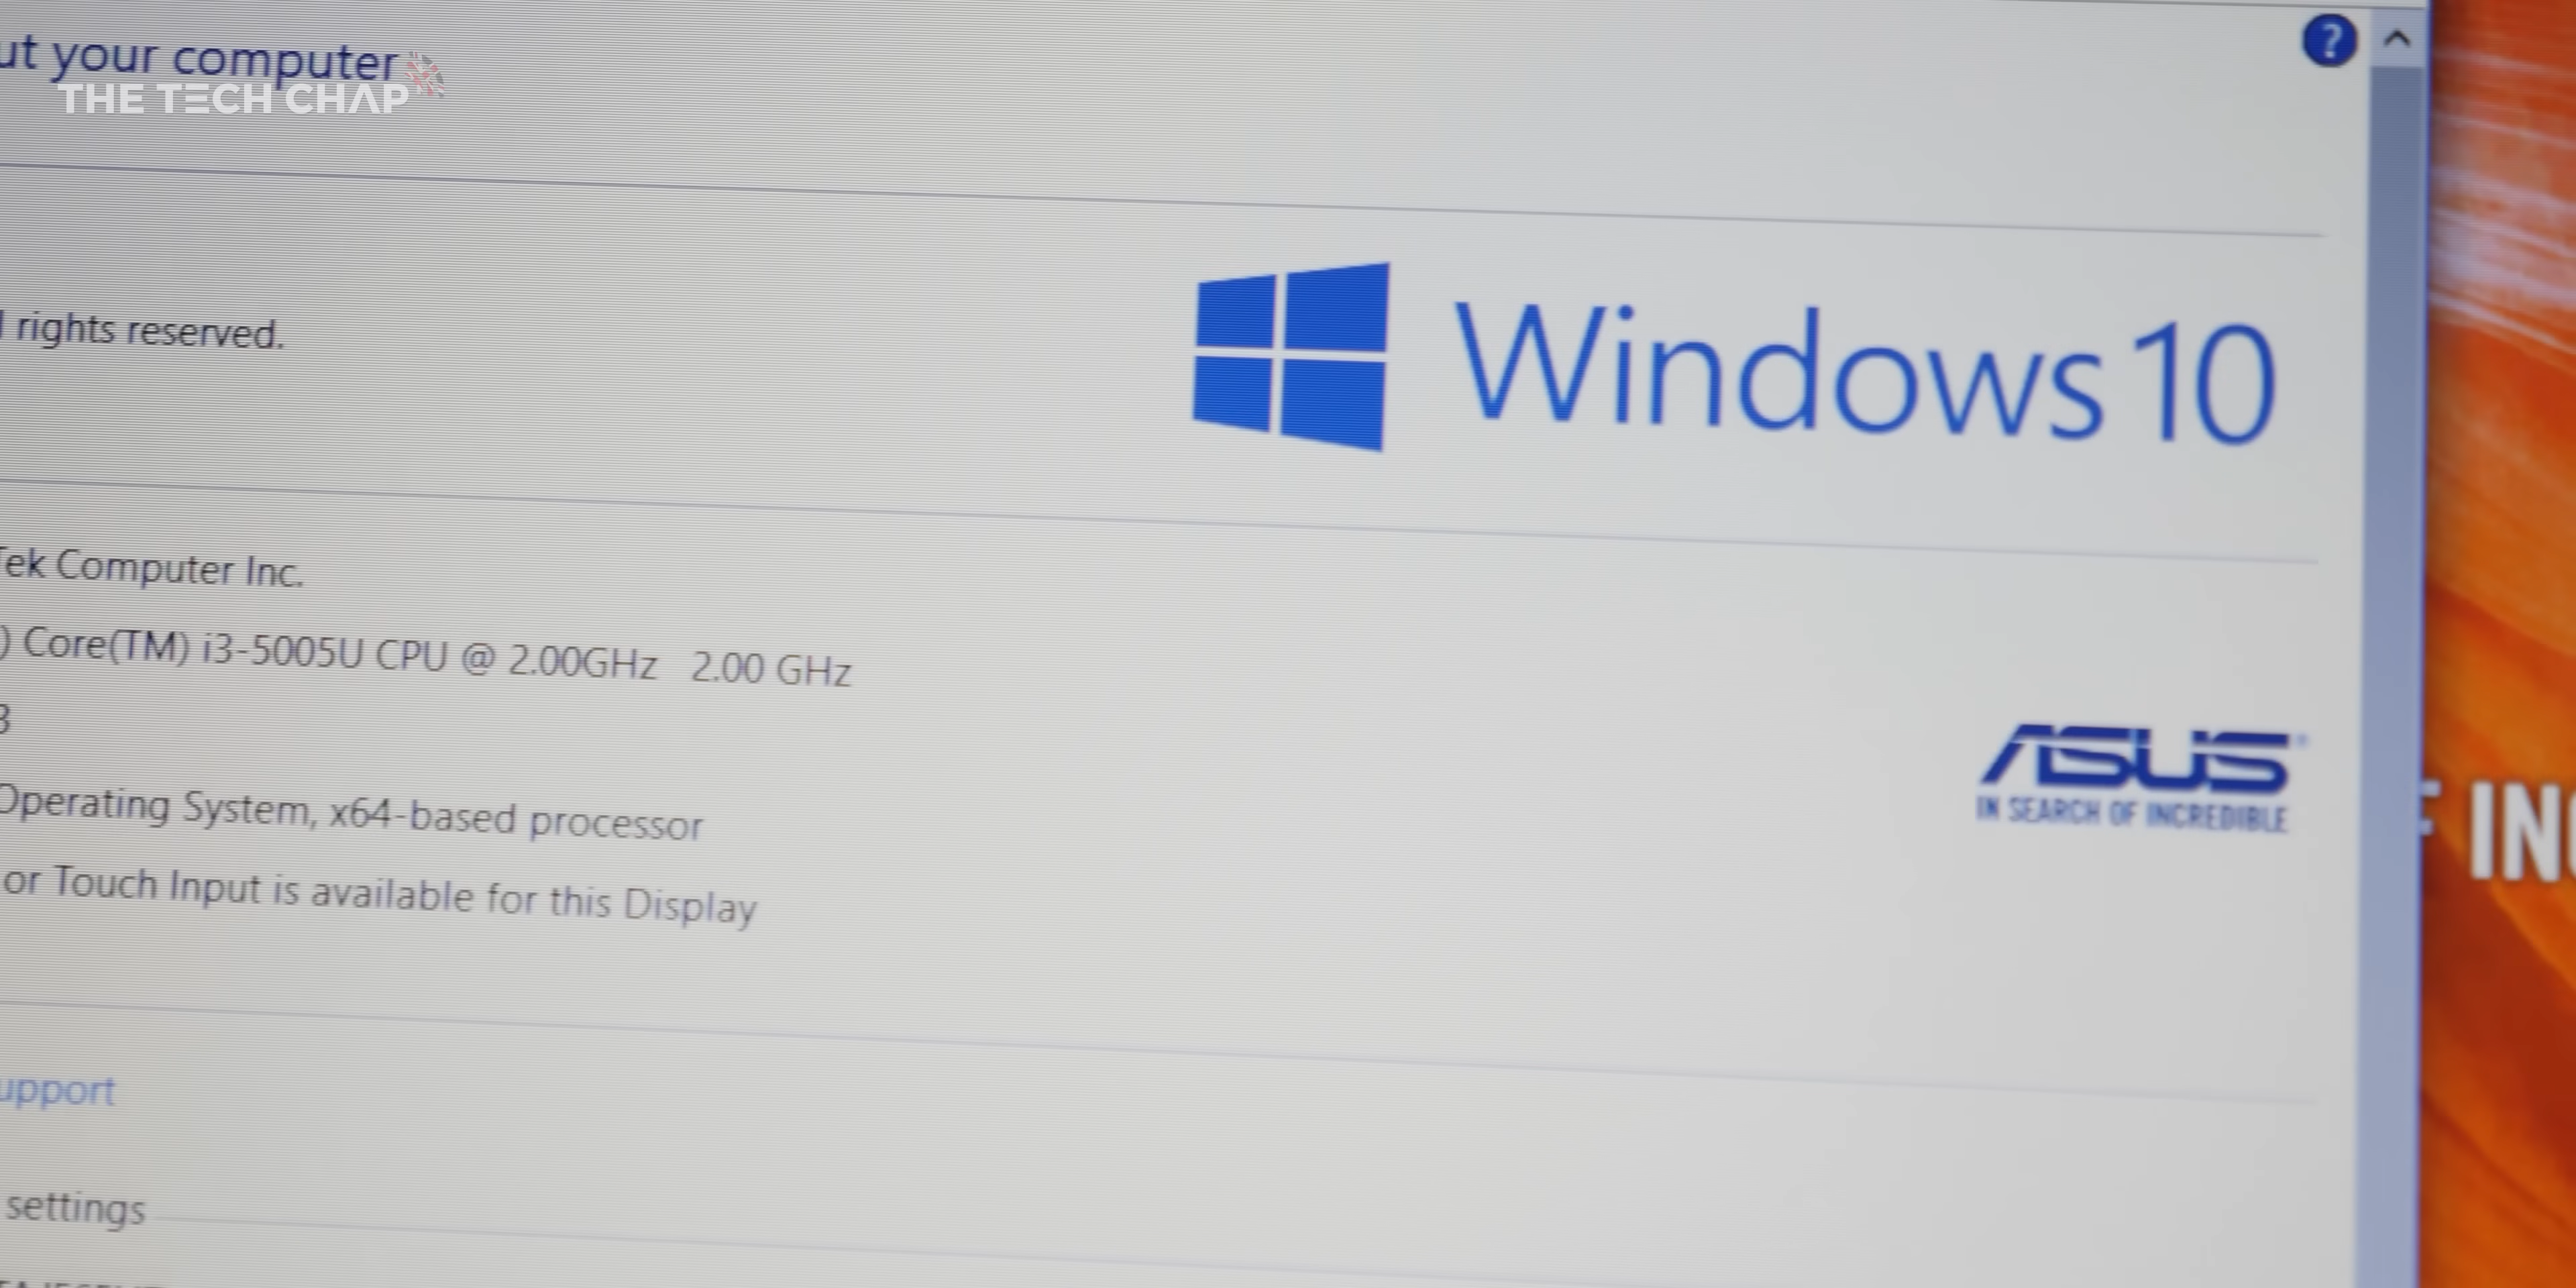 ut your computer
THE TECH CHAP
rights reserved.
Windows 10
Tek Computer Inc.
) Core(TM) i3-5005U CPU @ 2.00GHz 2.00 GHz
ASUS
IN SEARCH OF INCREDIBLE
Operating System, x64-based processor
F INC
or Touch Input is available for this Display
upport
settings